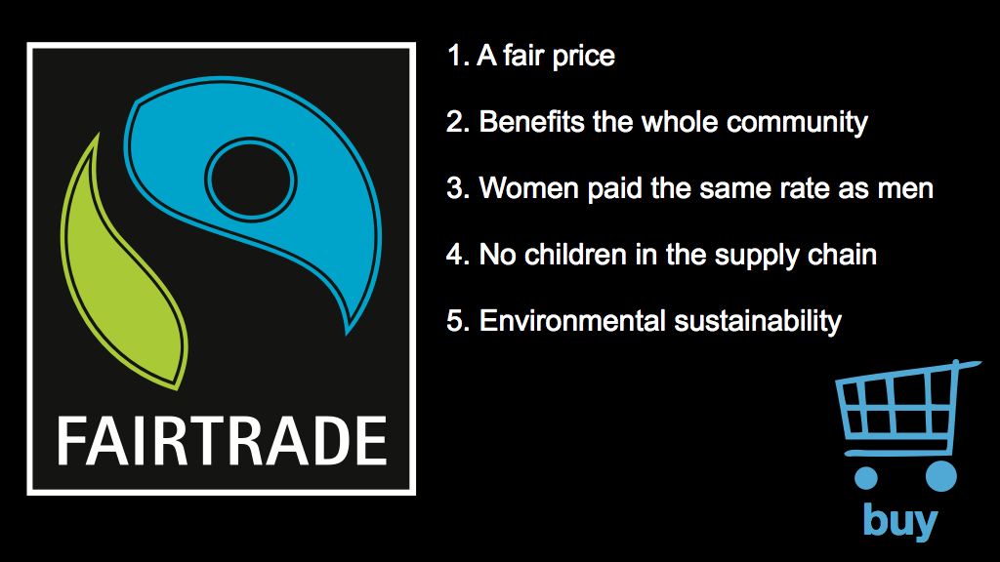 1. A fair price
2. Benefits the whole community
3. Women paid the same rate as men
4. No children in the supply chain
5. Environmental sustainability
FAIRTRADE
buy